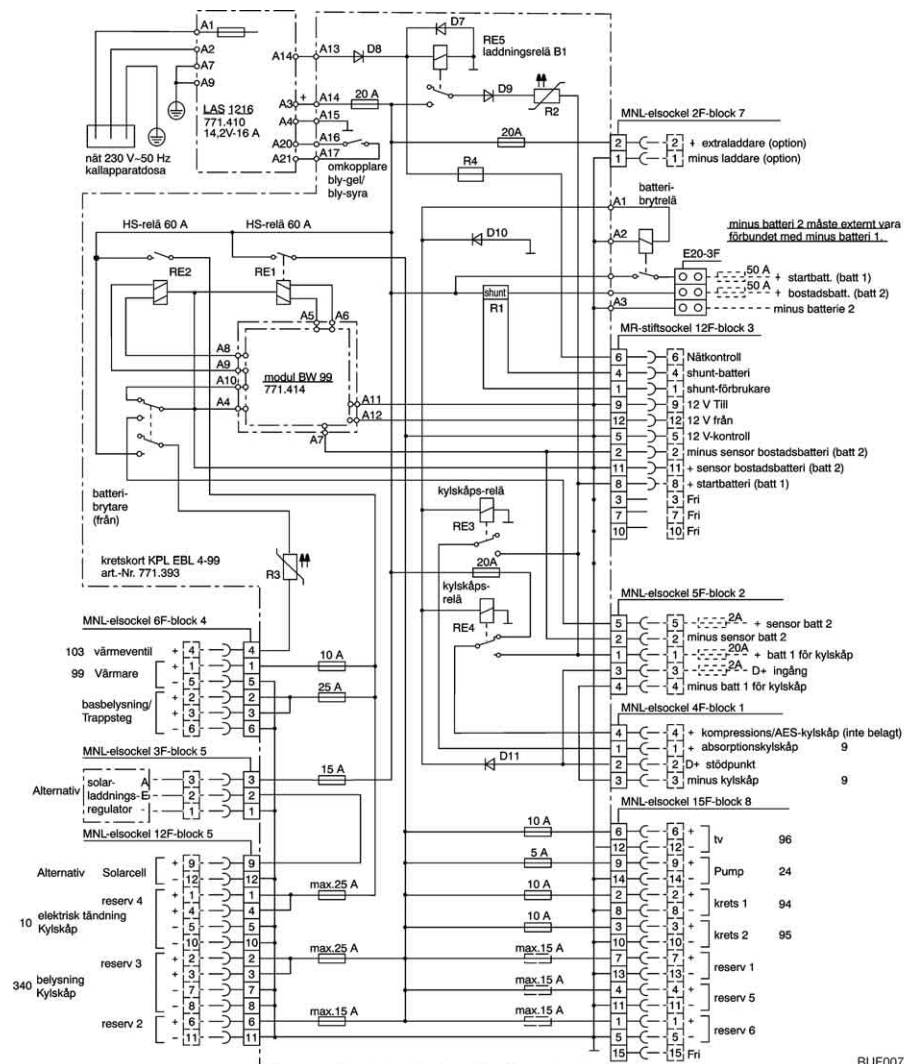 A1
A2
A7
A9
A14
A3
+
A4
A20
A21
LAS 1216
771.410
14,2V-16 A
nät 230 V~50 Hz
kallapparatdosa
A13
A14
A15
A16
A17
D8
D7
RE5
laddningsrelä B1
20 A
D9
R2
omkopplare
bly-gel/
bly-syra
20A
R4
MNL-elsockel 2F-block 7
2 2 + extraladdare (option)
1 1 minus laddare (option)
batteri-
brytrelä
A1
A2
A3
minus batteri 2 måste externt vara
förbundet med minus batteri 1.
E20-3F
50 A + startbatt. (batt 1)
50 A + bostadsbatt. (batt 2)
minus batterie 2
HS-relä 60 A
HS-relä 60 A
RE2
RE1
D10
shunt
R1
A5
A6
A8
A9
A10
A4
modul BW 99
771.414
A11
A12
A7
MR-stiftsockel 12F-block 3
6 6 Nätkontroll
4 4 shunt-batteri
1 1 shunt-förbrukare
9 9 12 V Till
12 12 12 V från
5 5 12 V-kontroll
2 2 minus sensor bostadsbatteri (batt 2)
11 11 + sensor bostadsbatteri (batt 2)
8 8 + startbatteri (batt 1)
3 3 Fri
7 7 Fri
10 10 Fri
batteri-
brytare
(från)
kylskåps-relä
RE3
20A
kylskåps-
relä
RE4
R3
kretskort KPL EBL 4-99
art.-Nr. 771.393
MNL-elsockel 5F-block 2
5 5 2A + sensor batt 2
2 2 minus sensor batt 2
1 1 20A + batt 1 för kylskåp
3 3 2A D+ ingång
4 4 minus batt 1 för kylskåp
MNL-elsockel 6F-block 4
103 värmeventil + 4 4
99 Värmare + 1 1
- 5 5
basbelysning/
Trappsteg
+ 2 2
+ 3 3
- 6 6
10 A
25 A
MNL-elsockel 4F-block 1
4 4 + kompressions/AES-kylskåp (inte belagt)
1 1 + absorptionskylskåp 9
2 2 D+ stödpunkt
3 3 minus kylskåp 9
D11
MNL-elsockel 3F-block 5
Alternativ
solar-
laddnings-
regulator
A 3 3
E 2 2
- 1 1
15 A
MNL-elsockel 12F-block 5
Alternativ Solarcell + 9 9
- 12 12
reserv 4 + 1 1
+ 4 4
10 elektrisk tändning
Kylskåp
- 5 5
- 10 10
reserv 3 + 2 2
+ 3 3
340 belysning
Kylskåp
- 7 7
- 8 8
reserv 2 + 6 6
- 11 11
max.25 A
max.25 A
max.15 A
MNL-elsockel 15F-block 8
10 A 6 6 +
12 12 -
tv 96
5 A 9 9 +
14 14 -
Pump 24
10 A 2 2 +
8 8 -
krets 1 94
10 A 3 3 +
10 10 -
krets 2 95
max.15 A 7 7 +
13 13 -
reserv 1
max.15 A 4 4 +
11 11 -
reserv 5
max.15 A 1 1 +
5 5 -
reserv 6
15 15 Fri
BUE007